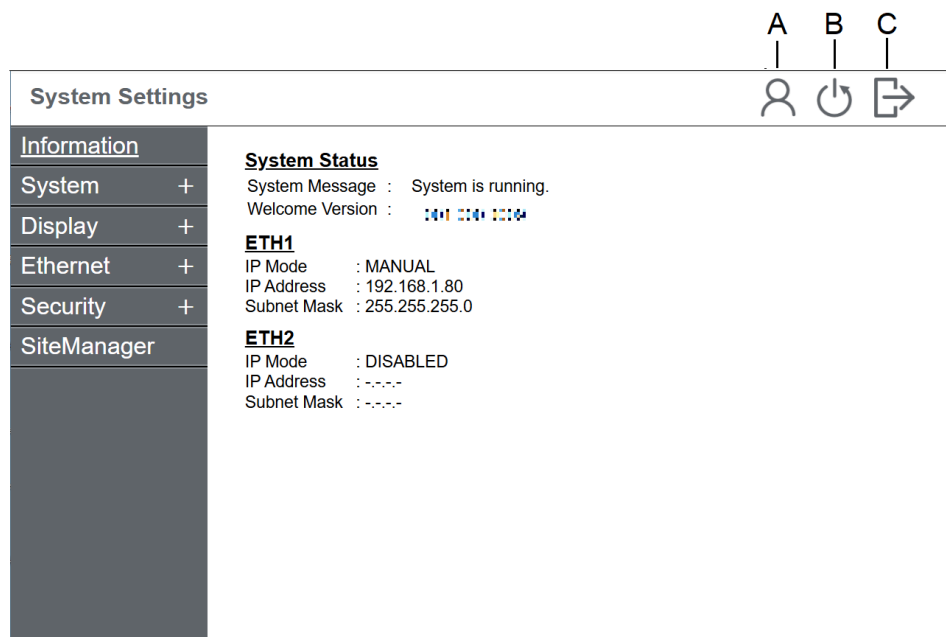 A B C
System Settings
Information
System +
Display +
Ethernet +
Security +
SiteManager
System Status
System Message : System is running.
Welcome Version :
ETH1
IP Mode : MANUAL
IP Address : 192.168.1.80
Subnet Mask : 255.255.255.0
ETH2
IP Mode : DISABLED
IP Address : -.-.-.-
Subnet Mask : -.-.-.-